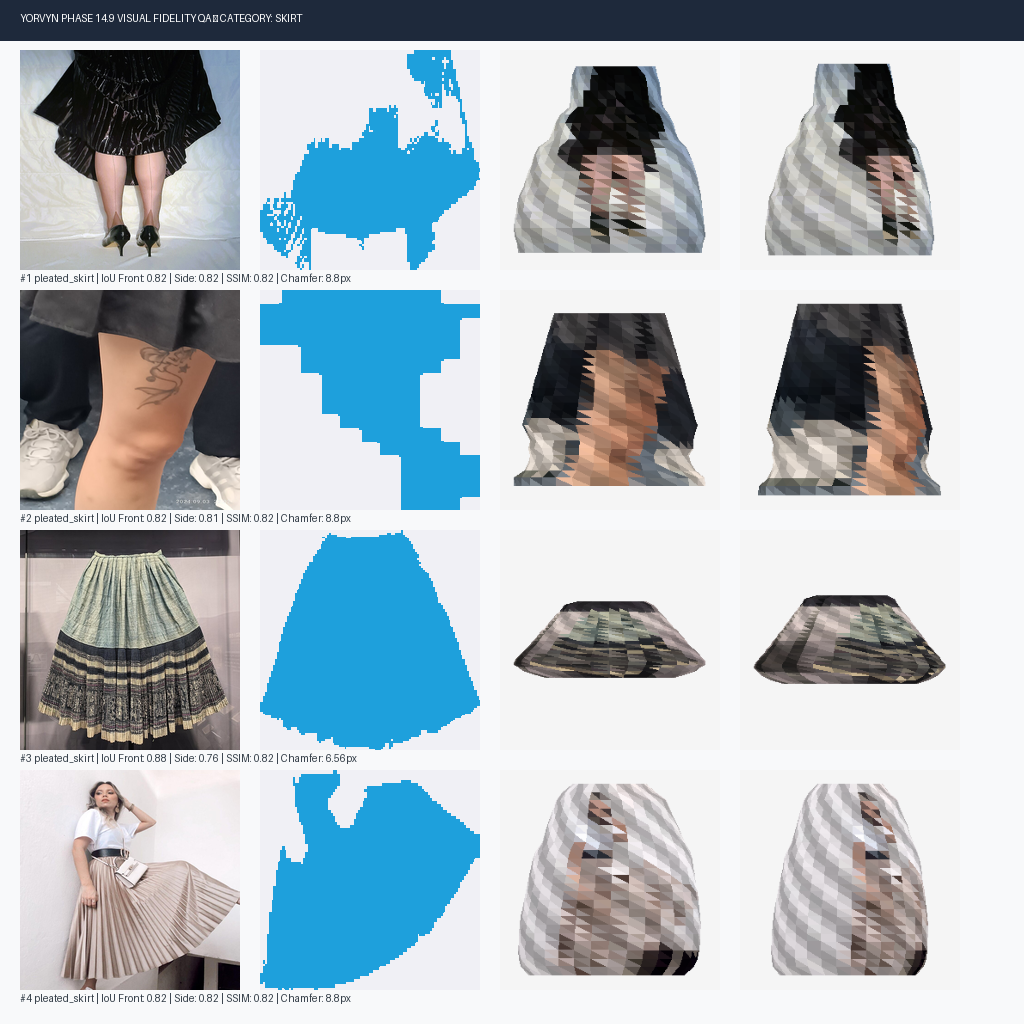 YORVYN PHASE 14.9 VISUAL FIDELITY QA□CATEGORY: SKIRT
#1 pleated_skirt | IoU Front: 0.82 | Side: 0.82 | SSIM: 0.82 | Chamfer: 8.8px
#2 pleated_skirt | IoU Front: 0.82 | Side: 0.81 | SSIM: 0.82 | Chamfer: 8.8px
#3 pleated_skirt | IoU Front: 0.88 | Side: 0.76 | SSIM: 0.82 | Chamfer: 6.56px
#4 pleated_skirt | IoU Front: 0.82 | Side: 0.82 | SSIM: 0.82 | Chamfer: 8.8px